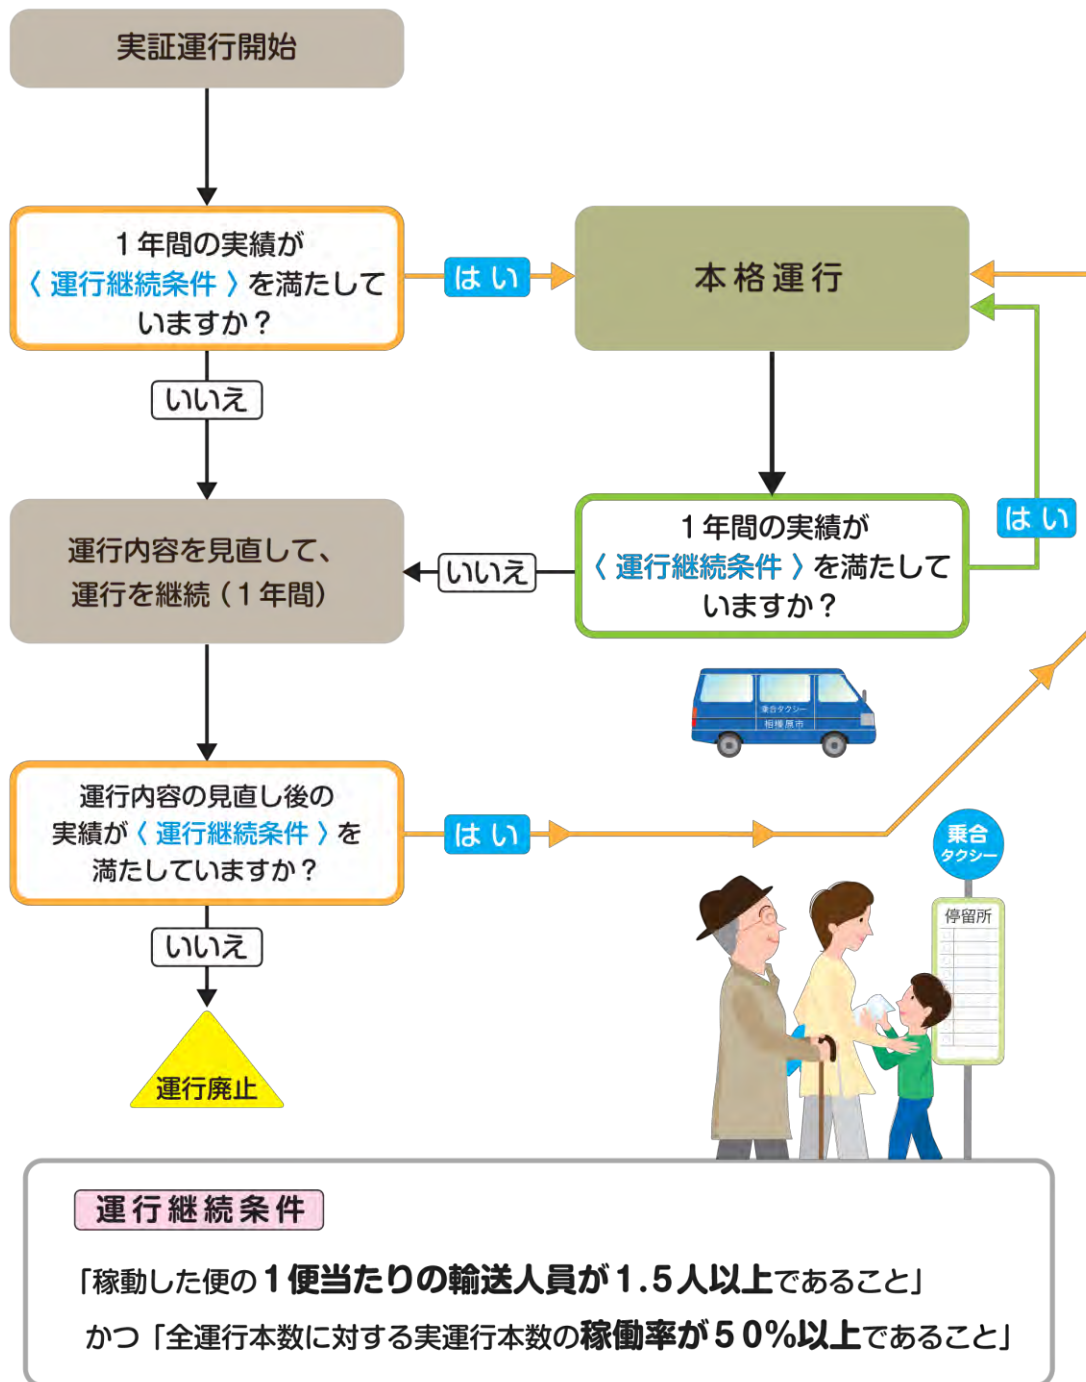 実証運行開始
１年間の実績が
〈 運行継続条件 〉を満たして
いますか？
はい
本格運行
いいえ
運行内容を見直して、
運行を継続（１年間）
いいえ
１年間の実績が
〈 運行継続条件 〉を満たして
いますか？
はい
乗合タクシー
相模原市
運行内容の見直し後の
実績が〈 運行継続条件 〉を
満たしていますか？
はい
乗合
タクシー
停留所
いいえ
運行廃止
運行継続条件
「稼動した便の１便当たりの輸送人員が1.5人以上であること」
かつ「全運行本数に対する実運行本数の稼働率が５０％以上であること」